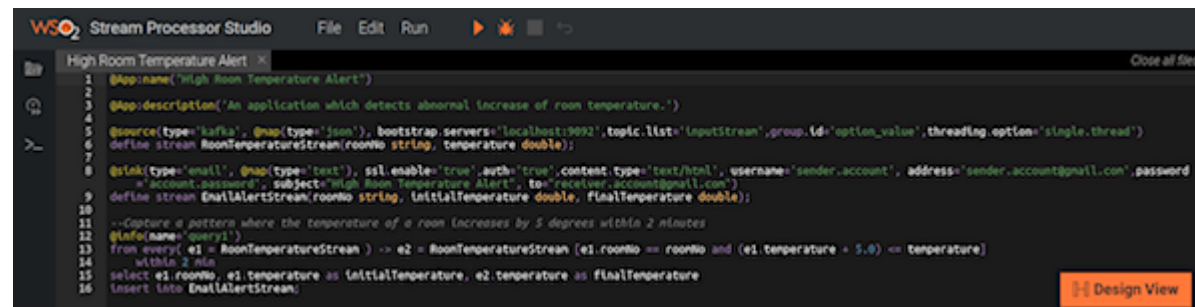 WSO2 Stream Processor Studio File Edit Run
High Room Temperature Alert × Close all file
1 @App:name("High Room Temperature Alert")
2
3 @App:description('An application which detects abnormal increase of room temperature.')
4
5 @source(type='kafka', @map(type='json'), bootstrap.servers='localhost:9092',topic.list='inputStream',group.id='option_value',threading.option='single.thread')
6 define stream RoomTemperatureStream(roomNo string, temperature double);
7
8 @sink(type='email', @map(type='text'), ssl.enable='true',auth='true',content.type='text/html', username='sender.account', address='sender.account@gmail.com',password
='account.password', subject="High Room Temperature Alert", to="receiver.account@gmail.com")
9 define stream EmailAlertStream(roomNo string, initialTemperature double, finalTemperature double);
10
11 --Capture a pattern where the temperature of a room increases by 5 degrees within 2 minutes
12 @info(name='query1')
13 from every( e1 = RoomTemperatureStream ) -> e2 = RoomTemperatureStream [e1.roomNo == roomNo and (e1.temperature + 5.0) <= temperature]
14 within 2 min
15 select e1.roomNo, e1.temperature as initialTemperature, e2.temperature as finalTemperature
16 insert into EmailAlertStream;
Design View